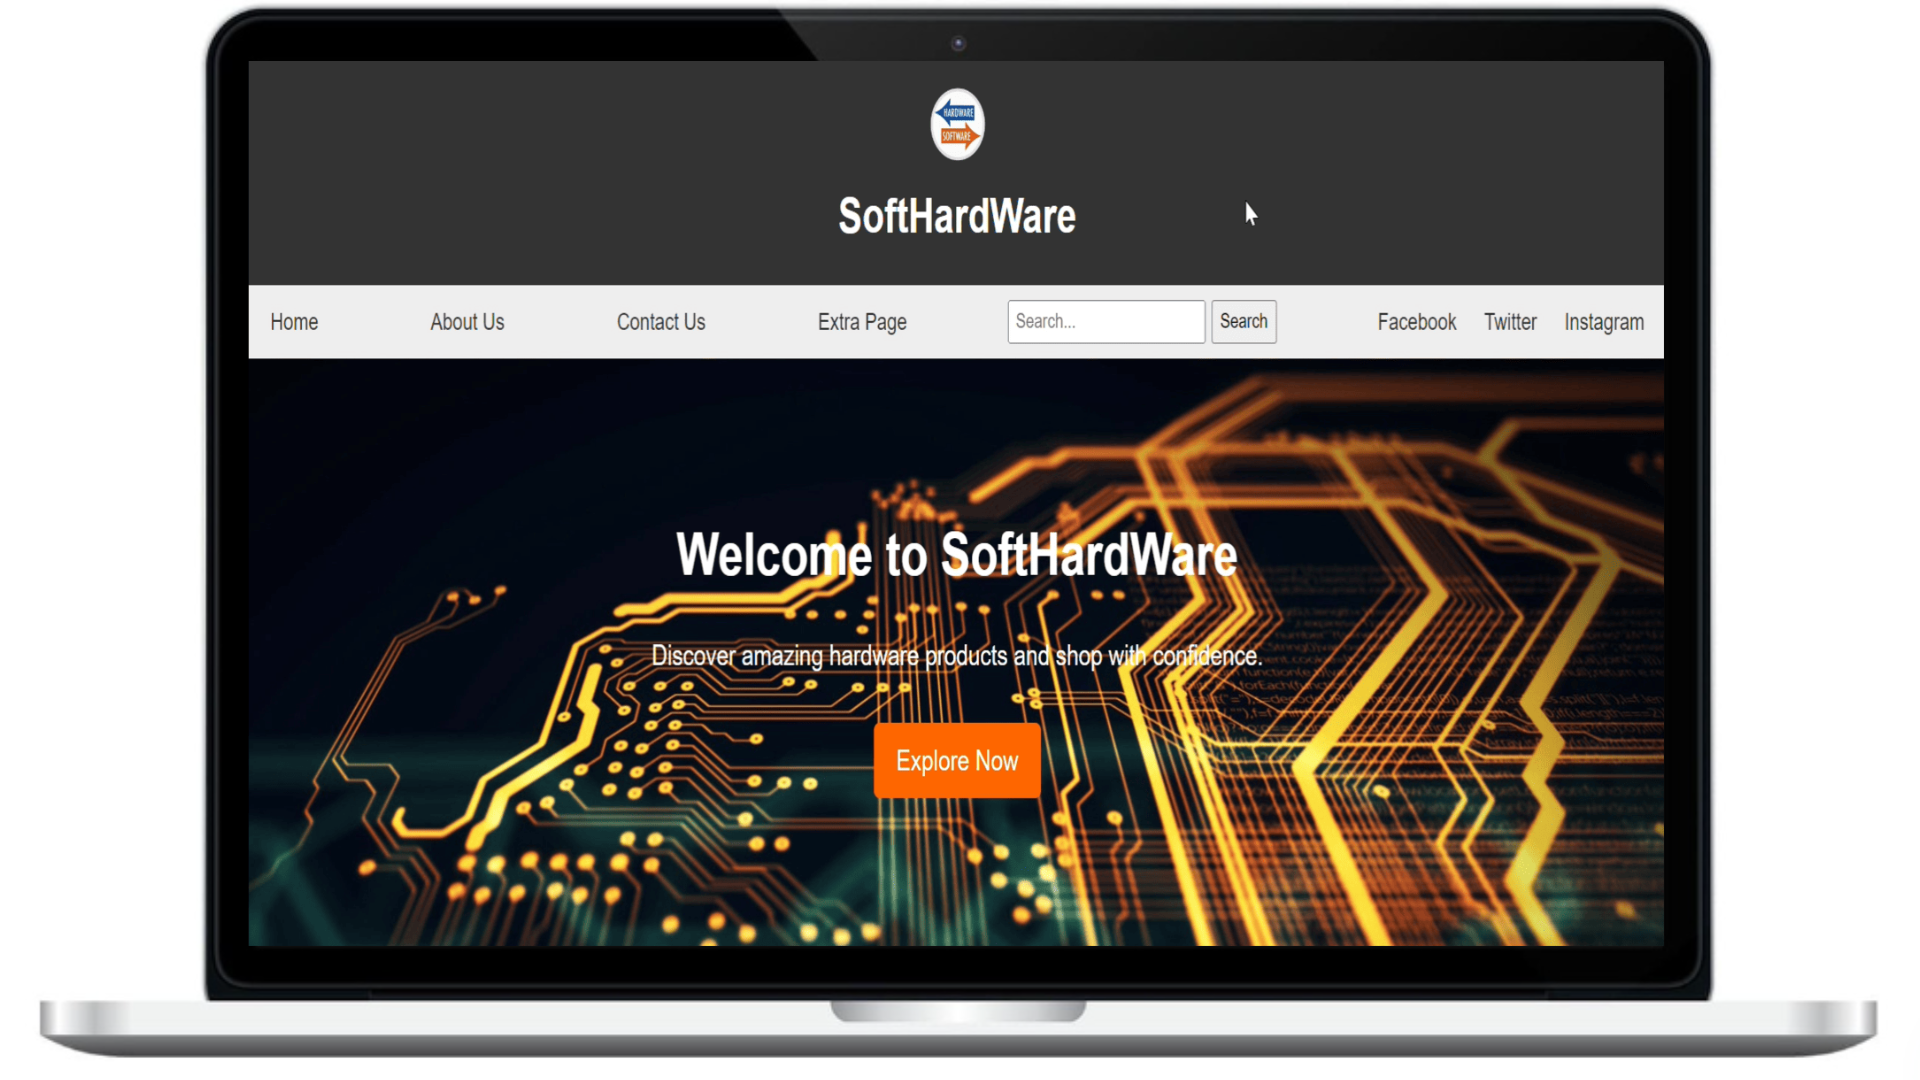 HARDWARE
SOFTWARE
SoftHardWare
Home About Us Contact Us Extra Page Search... Search Facebook Twitter Instagram
Welcome to SoftHardWare
Discover amazing hardware products and shop with confidence.
Explore Now